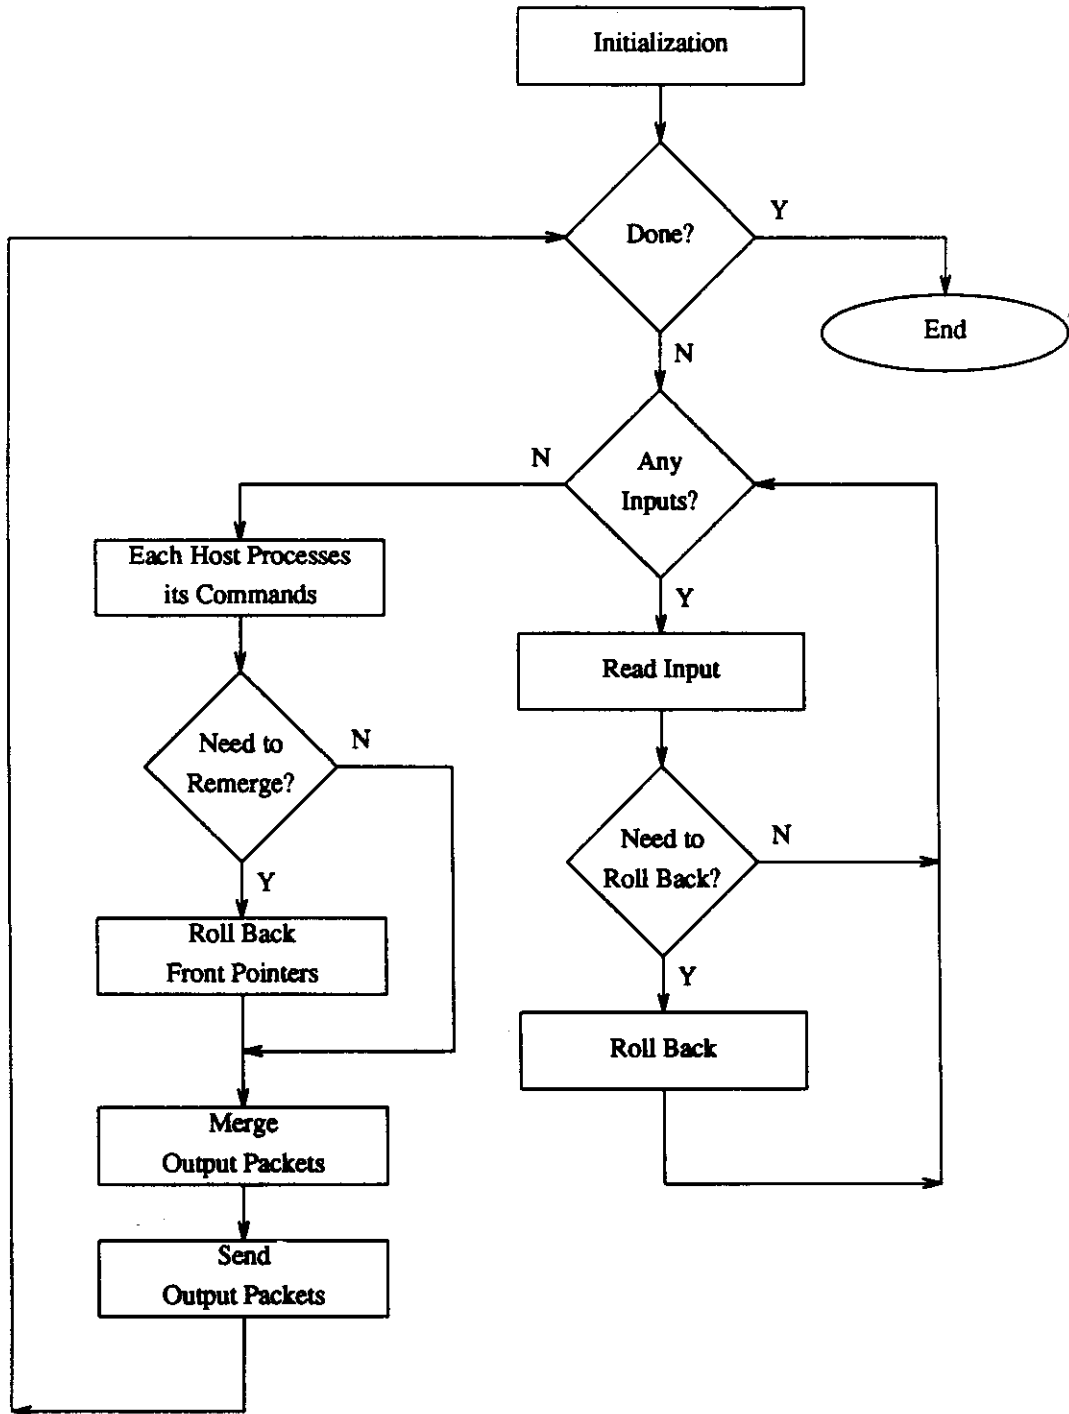 Initialization
Done?
Y
End
N
Any
Inputs?
N
Each Host Processes
its Commands
Y
Read Input
Need to
Remerge?
N
Need to
Roll Back?
N
Y
Roll Back
Front Pointers
Y
Roll Back
Merge
Output Packets
Send
Output Packets